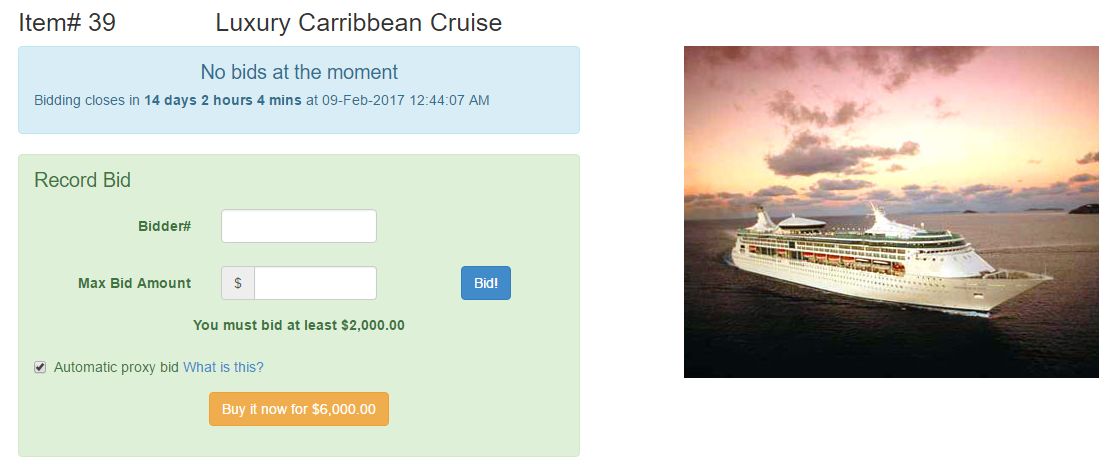 Item# 39 Luxury Carribbean Cruise
No bids at the moment
Bidding closes in 14 days 2 hours 4 mins at 09-Feb-2017 12:44:07 AM
Record Bid
Bidder#
Max Bid Amount $ Bid!
You must bid at least $2,000.00
Automatic proxy bid What is this?
Buy it now for $6,000.00